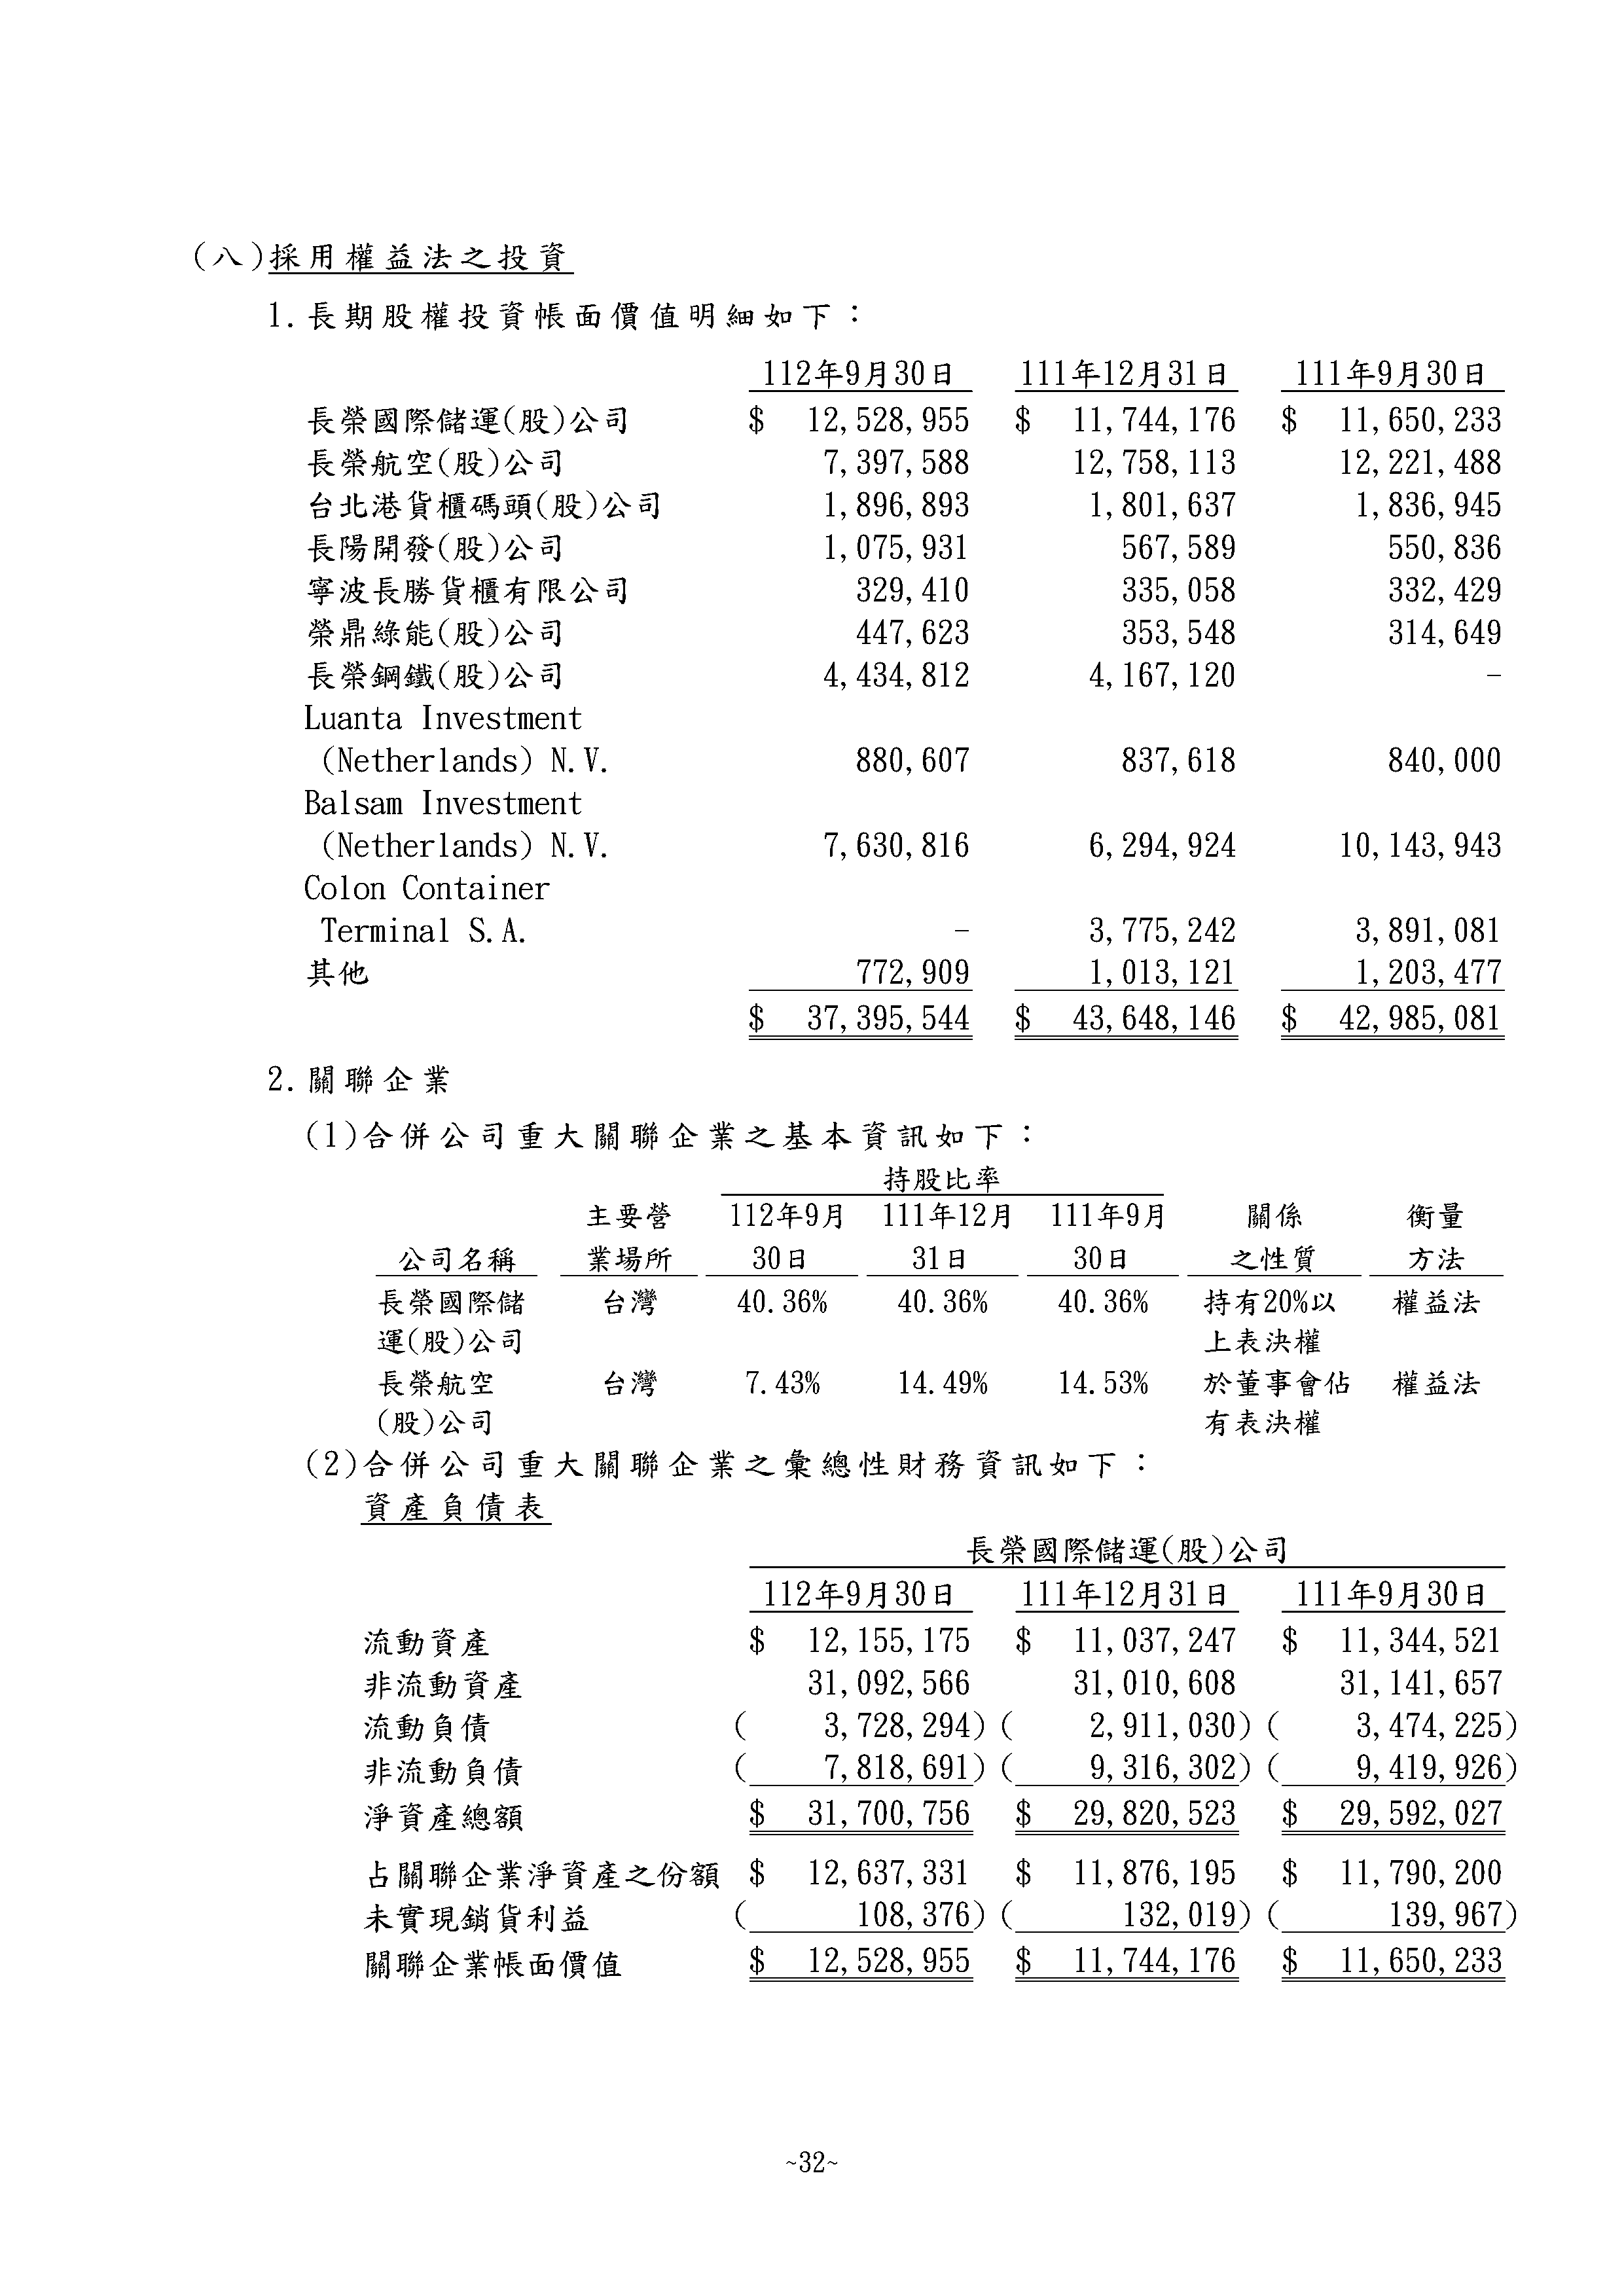 (八)採用權益法之投資
1.長期股權投資帳面價值明細如下：
112年9月30日 111年12月31日 111年9月30日
長榮國際儲運(股)公司 $ 12,528,955 $ 11,744,176 $ 11,650,233
長榮航空(股)公司 7,397,588 12,758,113 12,221,488
台北港貨櫃碼頭(股)公司 1,896,893 1,801,637 1,836,945
長陽開發(股)公司 1,075,931 567,589 550,836
寧波長勝貨櫃有限公司 329,410 335,058 332,429
榮鼎綠能(股)公司 447,623 353,548 314,649
長榮鋼鐵(股)公司 4,434,812 4,167,120 -
Luanta Investment
(Netherlands) N.V. 880,607 837,618 840,000
Balsam Investment
(Netherlands) N.V. 7,630,816 6,294,924 10,143,943
Colon Container
Terminal S.A. - 3,775,242 3,891,081
其他 772,909 1,013,121 1,203,477
$ 37,395,544 $ 43,648,146 $ 42,985,081
2.關聯企業
(1)合併公司重大關聯企業之基本資訊如下：
持股比率
主要營 112年9月 111年12月 111年9月 關係 衡量
公司名稱 業場所 30日 31日 30日 之性質 方法
長榮國際儲 台灣 40.36% 40.36% 40.36% 持有20%以 權益法
運(股)公司 上表決權
長榮航空 台灣 7.43% 14.49% 14.53% 於董事會佔 權益法
(股)公司 有表決權
(2)合併公司重大關聯企業之彙總性財務資訊如下：
資產負債表
長榮國際儲運(股)公司
112年9月30日 111年12月31日 111年9月30日
流動資產 $ 12,155,175 $ 11,037,247 $ 11,344,521
非流動資產 31,092,566 31,010,608 31,141,657
流動負債 ( 3,728,294) ( 2,911,030) ( 3,474,225)
非流動負債 ( 7,818,691) ( 9,316,302) ( 9,419,926)
淨資產總額 $ 31,700,756 $ 29,820,523 $ 29,592,027
占關聯企業淨資產之份額 $ 12,637,331 $ 11,876,195 $ 11,790,200
未實現銷貨利益 ( 108,376) ( 132,019) ( 139,967)
關聯企業帳面價值 $ 12,528,955 $ 11,744,176 $ 11,650,233
~32~